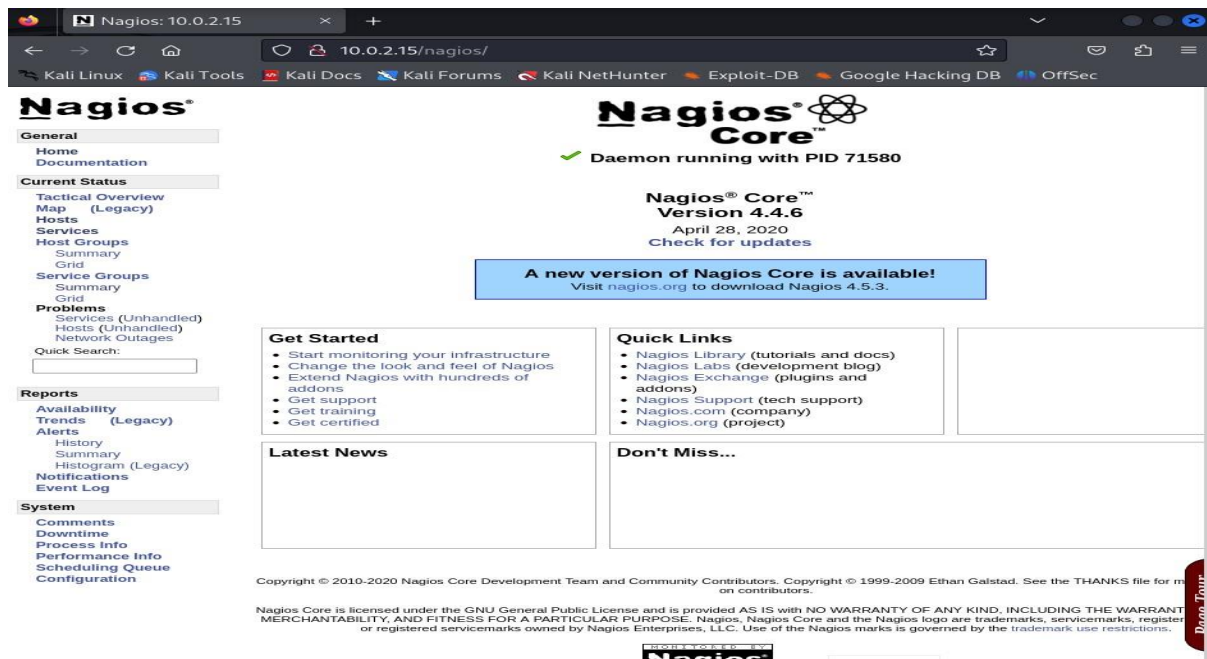 Nagios: 10.0.2.15
10.0.2.15/nagios/
Kali Linux Kali Tools Kali Docs Kali Forums Kali NetHunter Exploit-DB Google Hacking DB OffSec
Nagios®
General
Home
Documentation
Current Status
Tactical Overview
Map (Legacy)
Hosts
Services
Host Groups
Summary
Grid
Service Groups
Summary
Grid
Problems
Services (Unhandled)
Hosts (Unhandled)
Network Outages
Quick Search:
Reports
Availability
Trends (Legacy)
Alerts
History
Summary
Histogram (Legacy)
Notifications
Event Log
System
Comments
Downtime
Process Info
Performance Info
Scheduling Queue
Configuration
Nagios®
Core™
Daemon running with PID 71580
Nagios® Core™
Version 4.4.6
April 28, 2020
Check for updates
A new version of Nagios Core is available!
Visit nagios.org to download Nagios 4.5.3.
Get Started
• Start monitoring your infrastructure
• Change the look and feel of Nagios
• Extend Nagios with hundreds of
addons
• Get support
• Get training
• Get certified
Quick Links
• Nagios Library (tutorials and docs)
• Nagios Labs (development blog)
• Nagios Exchange (plugins and
addons)
• Nagios Support (tech support)
• Nagios.com (company)
• Nagios.org (project)
Latest News
Don't Miss...
Copyright © 2010-2020 Nagios Core Development Team and Community Contributors. Copyright © 1999-2009 Ethan Galstad. See the THANKS file for
on contributors.
Nagios Core is licensed under the GNU General Public License and is provided AS IS with NO WARRANTY OF ANY KIND, INCLUDING THE WARRANT
MERCHANTABILITY, AND FITNESS FOR A PARTICULAR PURPOSE. Nagios, Nagios Core and the Nagios logo are trademarks, servicemarks, register
or registered servicemarks owned by Nagios Enterprises, LLC. Use of the Nagios marks is governed by the trademark use restrictions.
Page Tour
MONITORED BY
Nagios